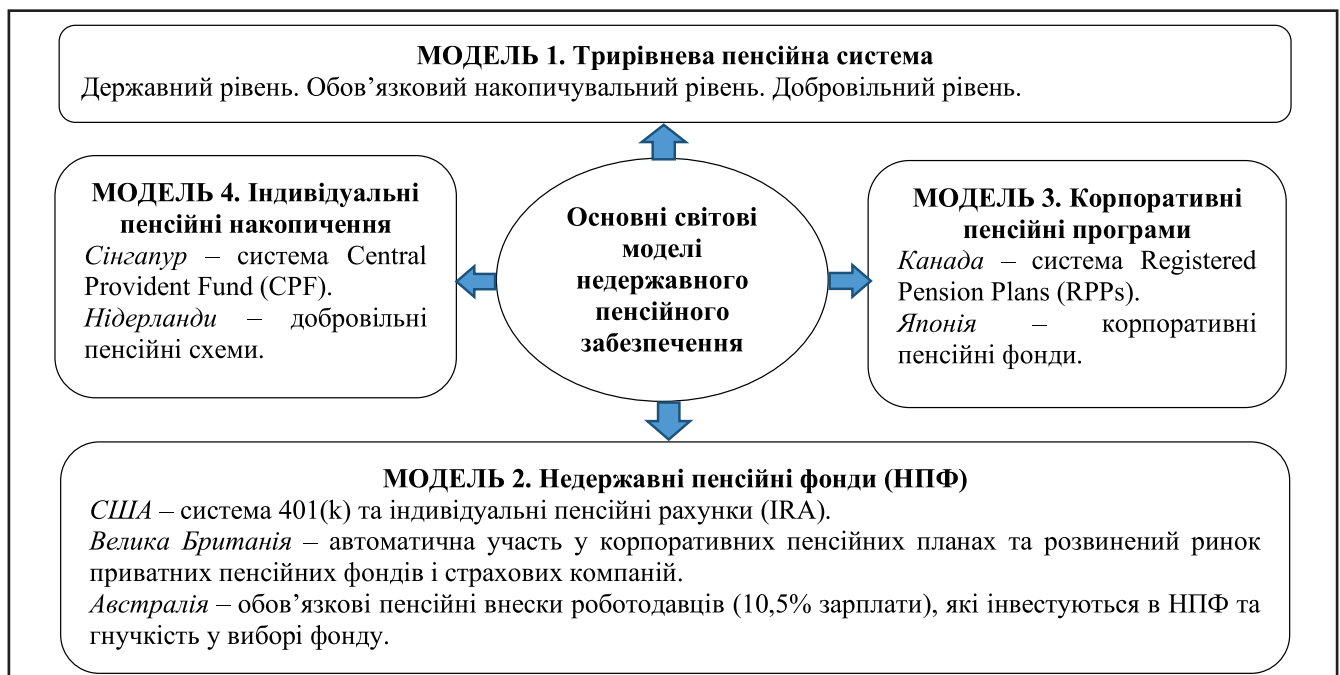 МОДЕЛЬ 1. Трирівнева пенсійна система
Державний рівень. Обов’язковий накопичувальний рівень. Добровільний рівень.
МОДЕЛЬ 4. Індивідуальні
пенсійні накопичення
Сінгапур – система Central
Provident Fund (CPF).
Нідерланди – добровільні
пенсійні схеми.
Основні світові
моделі
недержавного
пенсійного
забезпечення
МОДЕЛЬ 3. Корпоративні
пенсійні програми
Канада – система Registered
Pension Plans (RPPs).
Японія – корпоративні
пенсійні фонди.
МОДЕЛЬ 2. Недержавні пенсійні фонди (НПФ)
США – система 401(k) та індивідуальні пенсійні рахунки (IRA).
Велика Британія – автоматична участь у корпоративних пенсійних планах та розвинений ринок
приватних пенсійних фондів і страхових компаній.
Австралія – обов’язкові пенсійні внески роботодавців (10,5% зарплати), які інвестуються в НПФ та
гнучкість у виборі фонду.